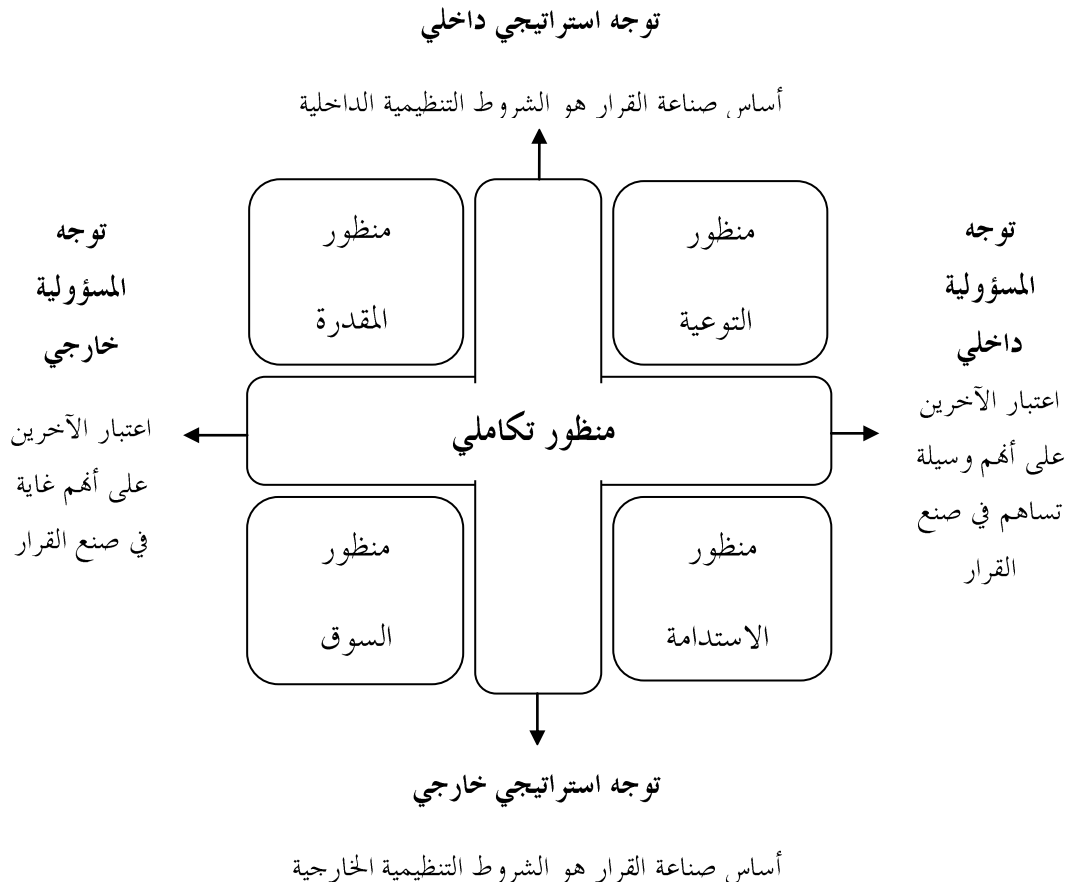 توجه استراتيجي داخلي
أساس صناعة القرار هو الشروط التنظيمية الداخلية
توجه
المسؤولية
داخلي
اعتبار الآخرين
على أنهم وسيلة
تساهم في صنع
القرار
منظور
التوعية
منظور
المقدرة
توجه
المسؤولية
خارجي
اعتبار الآخرين
على أنهم غاية
في صنع القرار
منظور تكاملي
منظور
الاستدامة
منظور
السوق
توجه استراتيجي خارجي
أساس صناعة القرار هو الشروط التنظيمية الخارجية